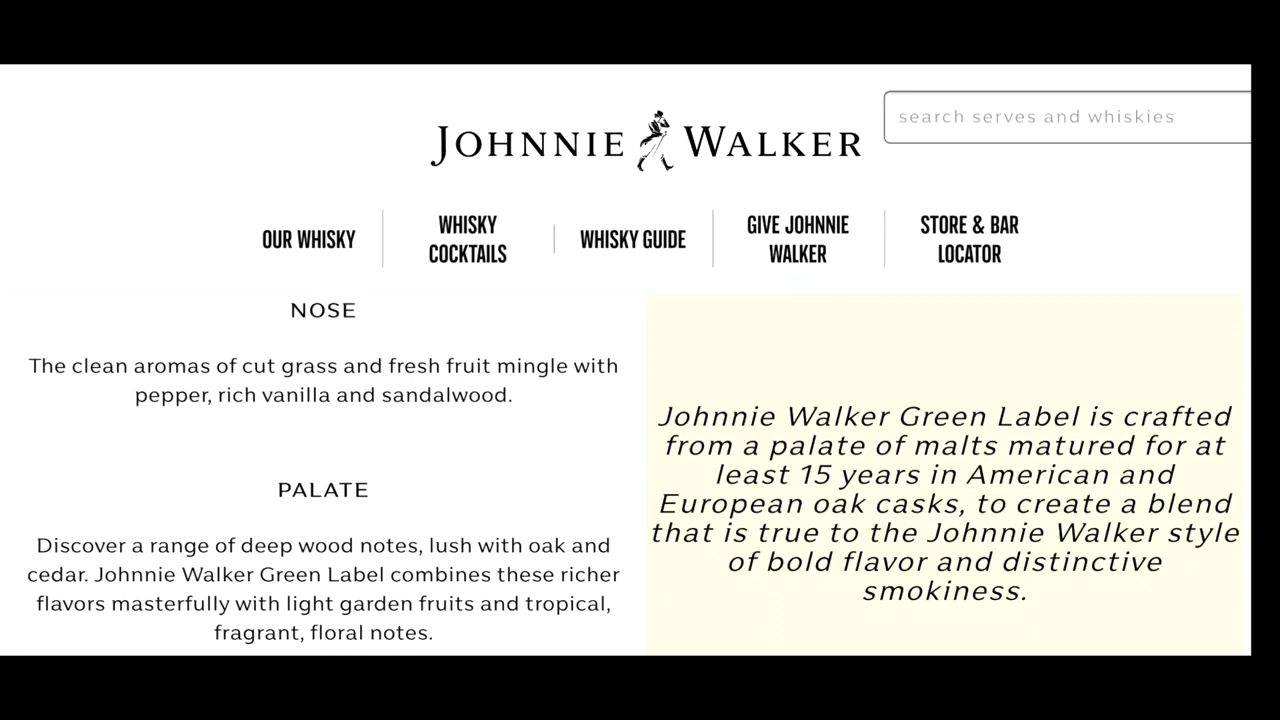 JOHNNIE WALKER
search serves and whiskies
OUR WHISKY
WHISKY
COCKTAILS
WHISKY GUIDE
GIVE JOHNNIE
WALKER
STORE & BAR
LOCATOR
NOSE
The clean aromas of cut grass and fresh fruit mingle with
pepper, rich vanilla and sandalwood.
PALATE
Discover a range of deep wood notes, lush with oak and
cedar. Johnnie Walker Green Label combines these richer
flavors masterfully with light garden fruits and tropical,
fragrant, floral notes.
Johnnie Walker Green Label is crafted
from a palate of malts matured for at
least 15 years in American and
European oak casks, to create a blend
that is true to the Johnnie Walker style
of bold flavor and distinctive
smokiness.